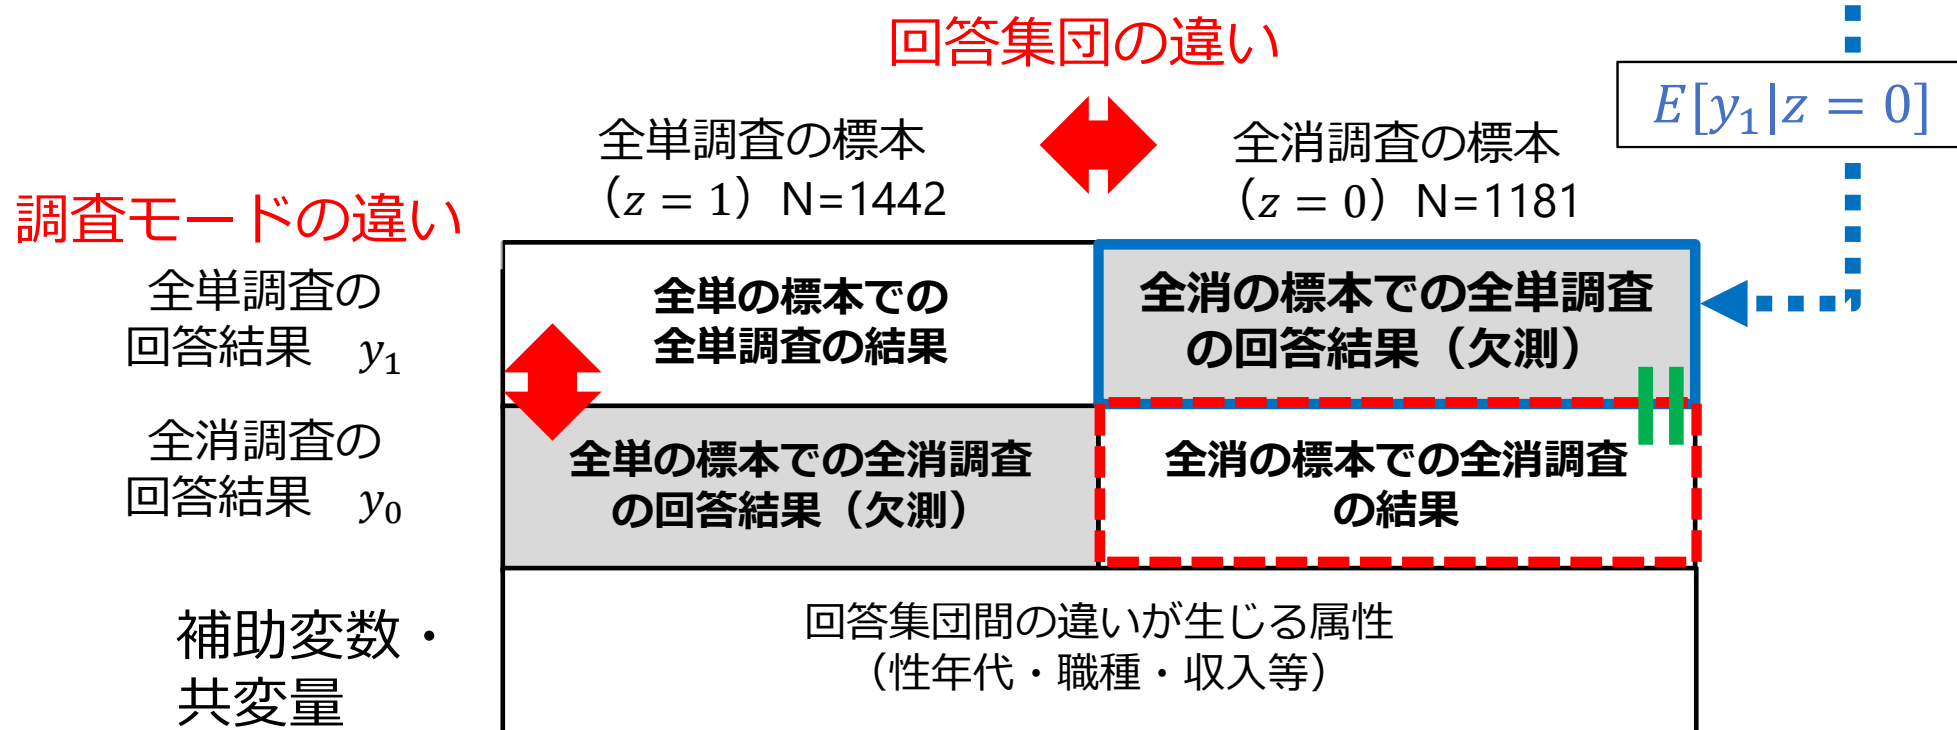 回答集団の違い
E[y₁|z = 0]
全単調査の標本
（z = 1）N=1442
全消調査の標本
（z = 0）N=1181
調査モードの違い
全単調査の
回答結果　y₁
全単の標本での
全単調査の結果
全消の標本での全単調査
の回答結果（欠測）
全消調査の
回答結果　y₀
全単の標本での全消調査
の回答結果（欠測）
全消の標本での全消調査
の結果
補助変数・
共変量
回答集団間の違いが生じる属性
（性年代・職種・収入等）